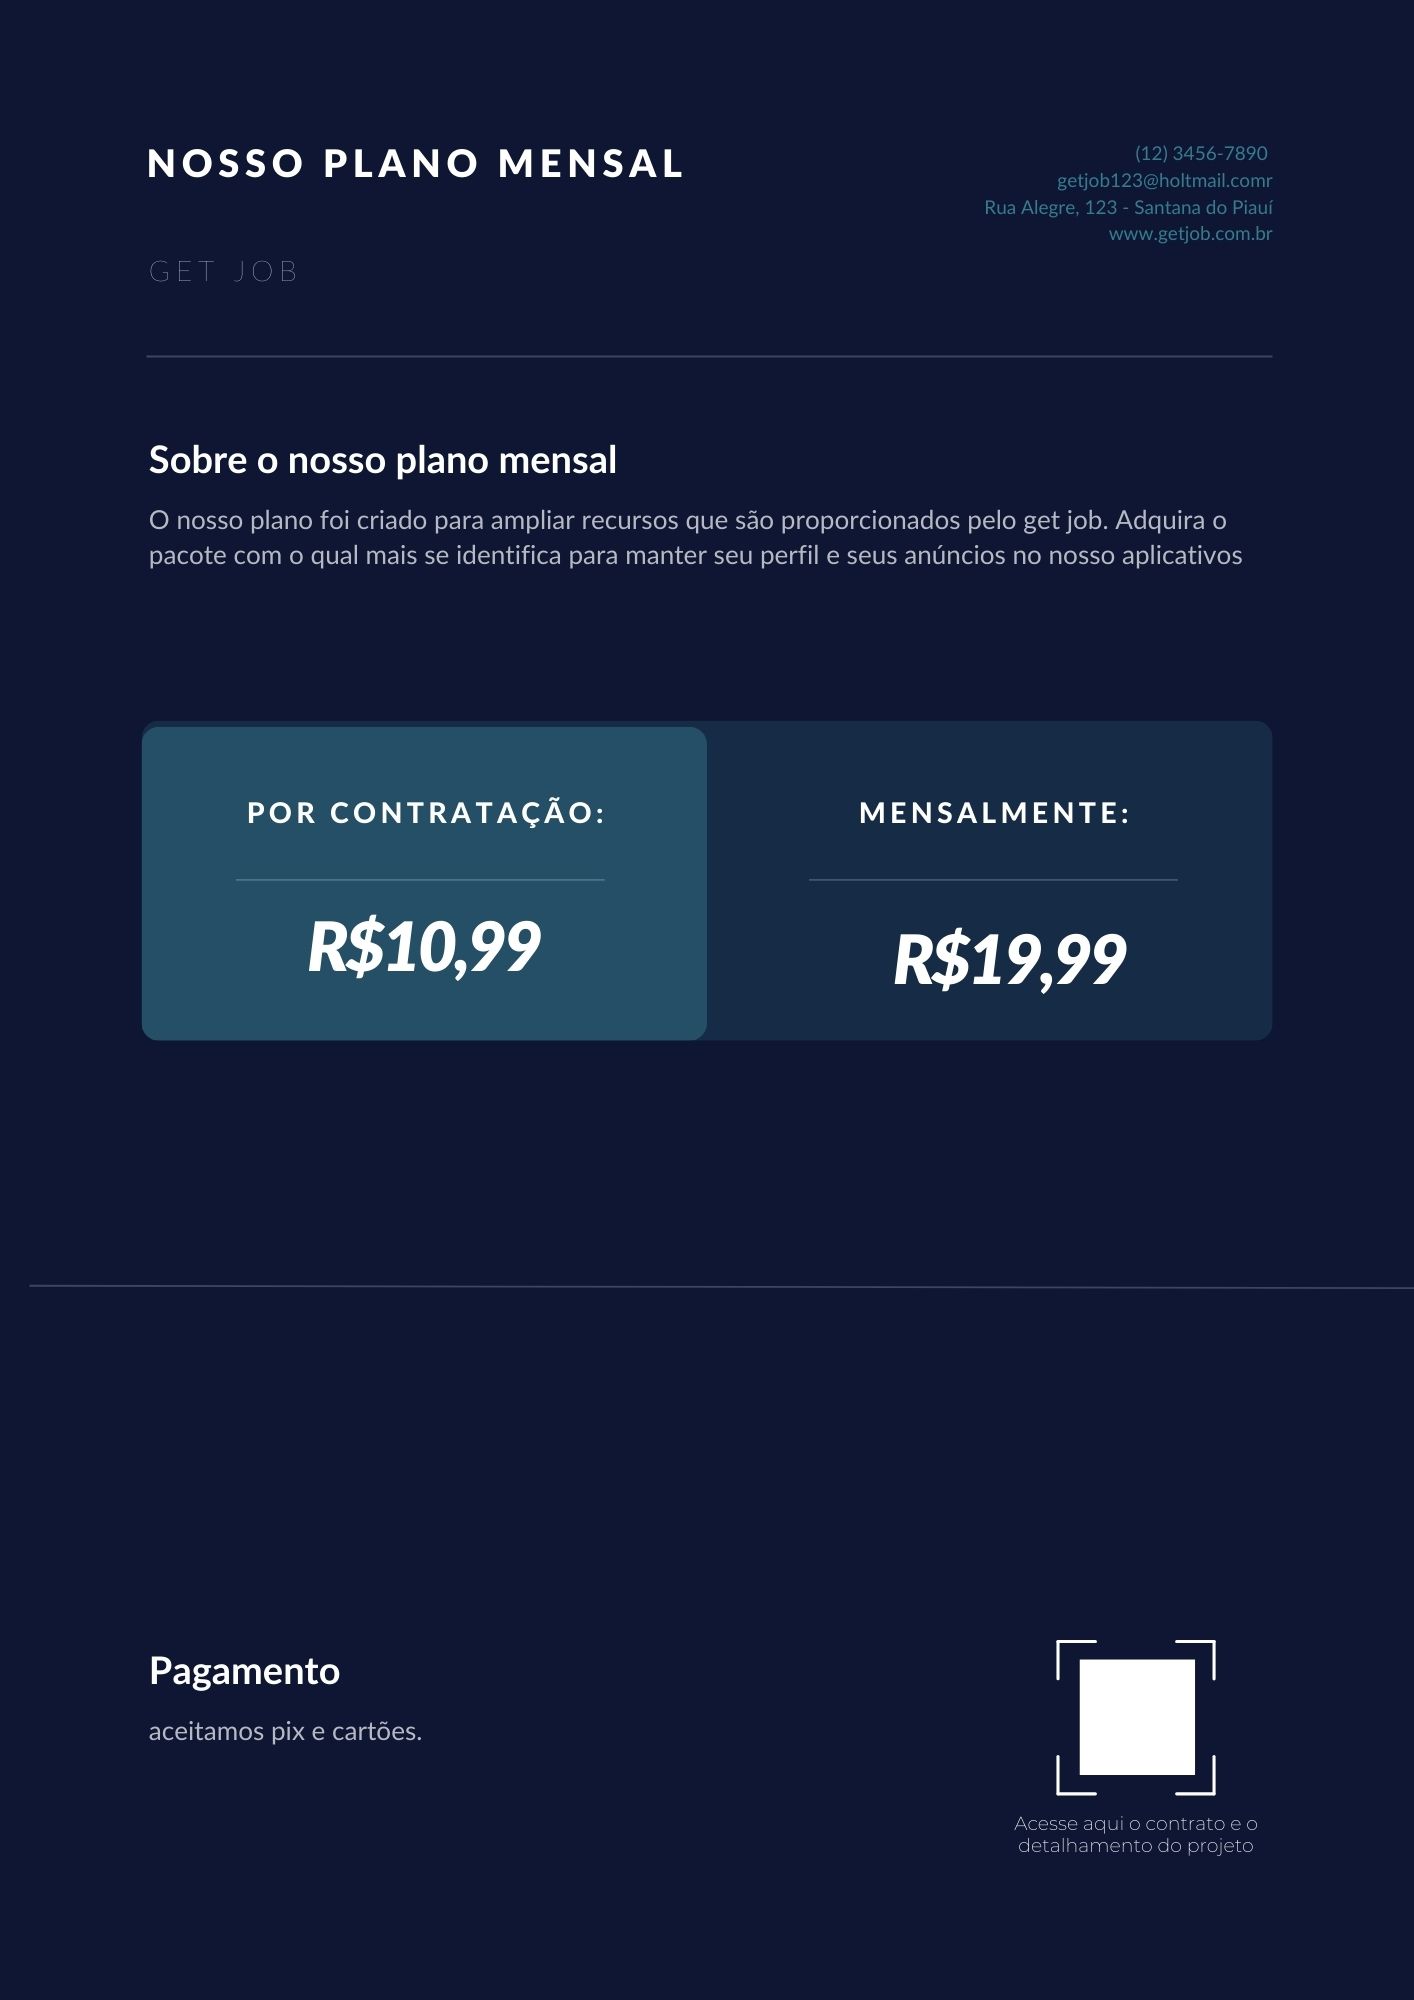 NOSSO PLANO MENSAL
(12) 3456-7890
getjob123@holtmail.comr
Rua Alegre, 123 - Santana do Piauí
www.getjob.com.br
GET JOB
Sobre o nosso plano mensal
O nosso plano foi criado para ampliar recursos que são proporcionados pelo get job. Adquira o
pacote com o qual mais se identifica para manter seu perfil e seus anúncios no nosso aplicativos
POR CONTRATAÇÃO:
R$10,99
MENSALMENTE:
R$19,99
Pagamento
aceitamos pix e cartões.
Acesse aqui o contrato e o
detalhamento do projeto